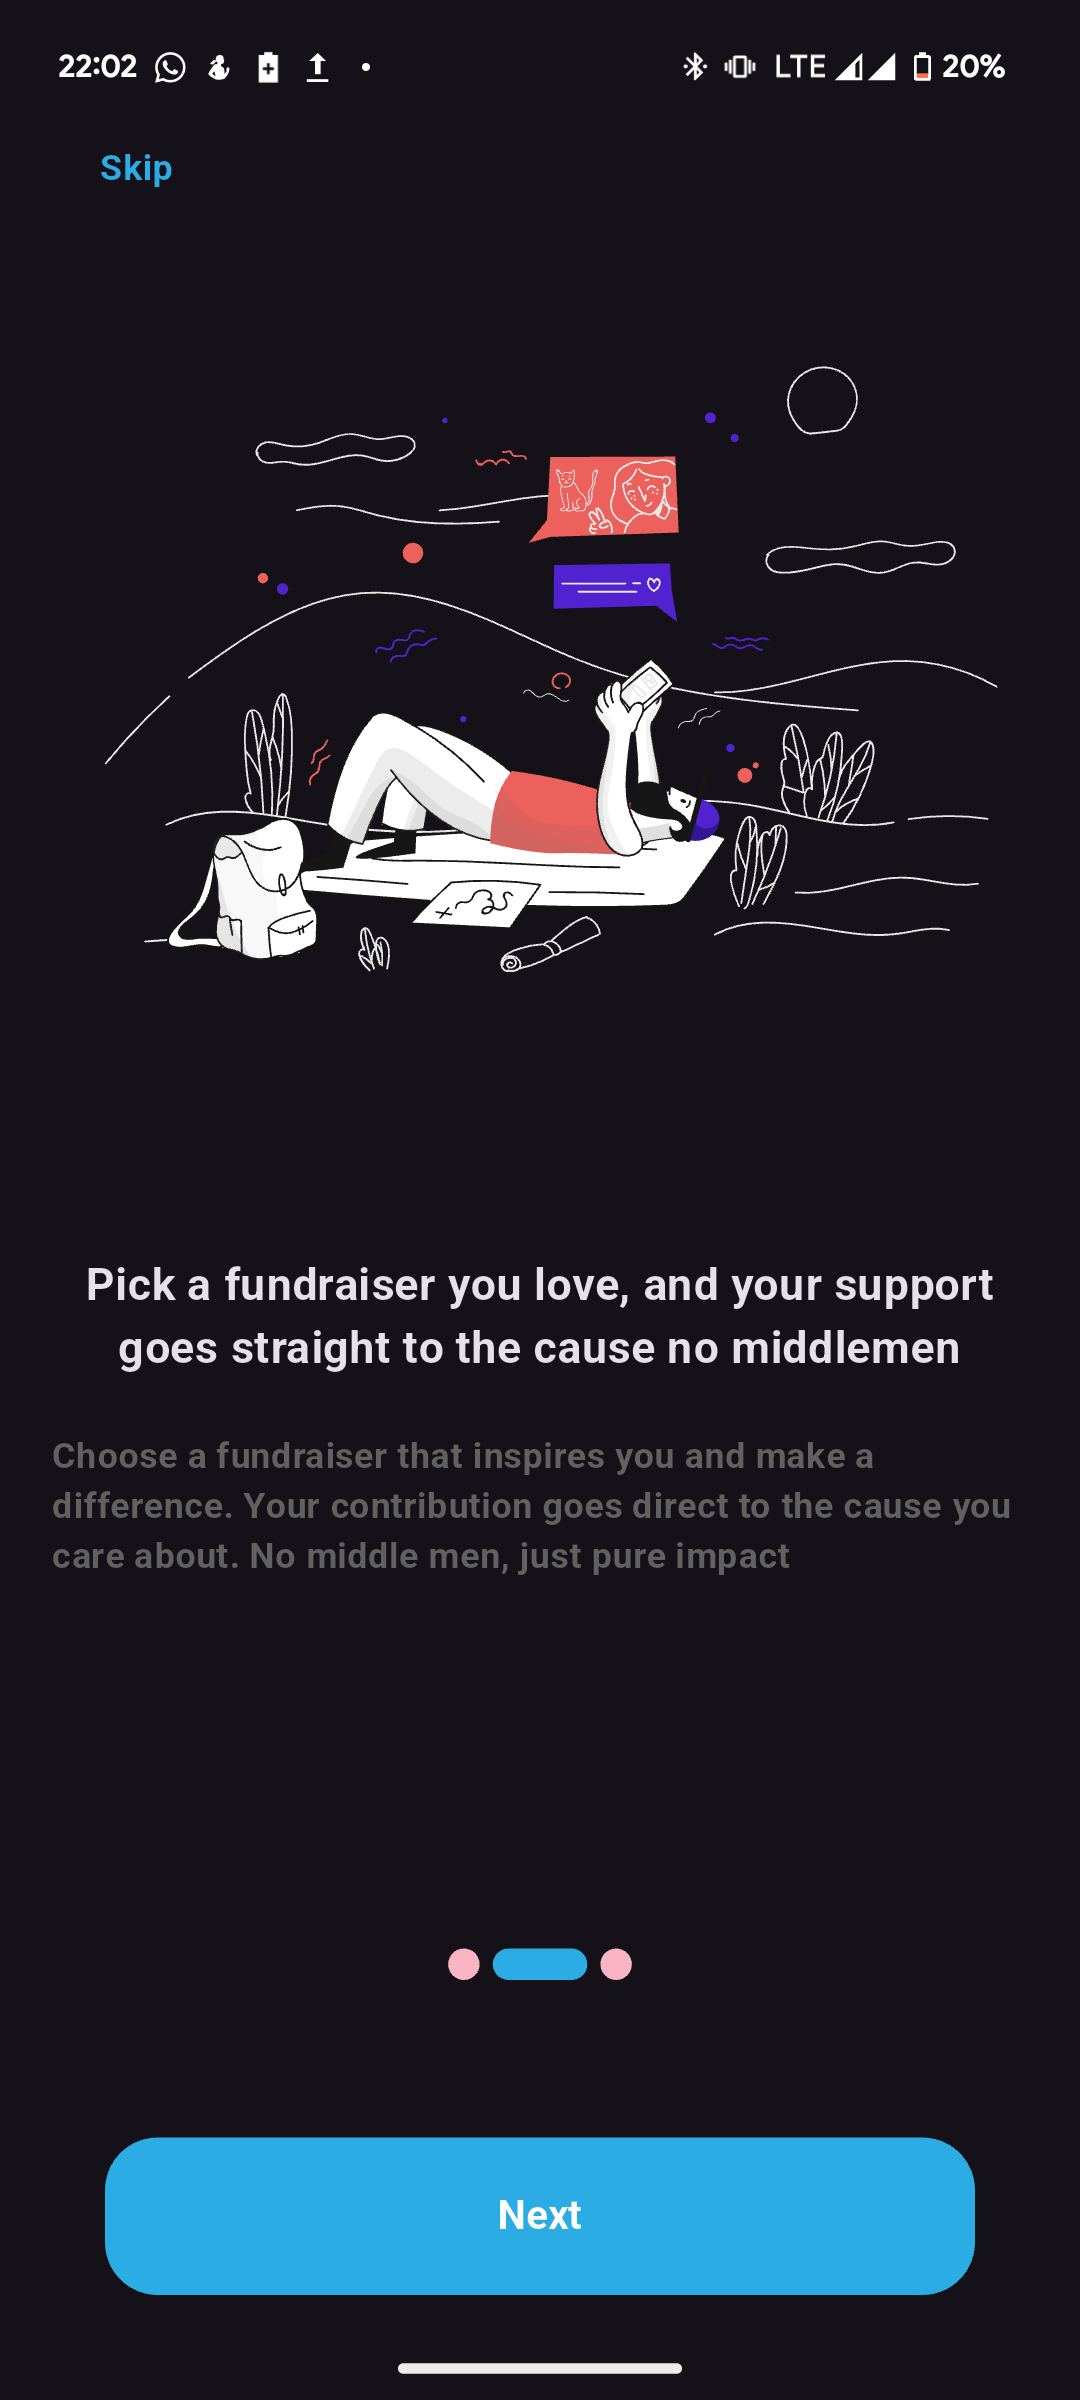 22:02 LTE 20%
Skip
Pick a fundraiser you love, and your support
goes straight to the cause no middlemen
Choose a fundraiser that inspires you and make a
difference. Your contribution goes direct to the cause you
care about. No middle men, just pure impact
Next